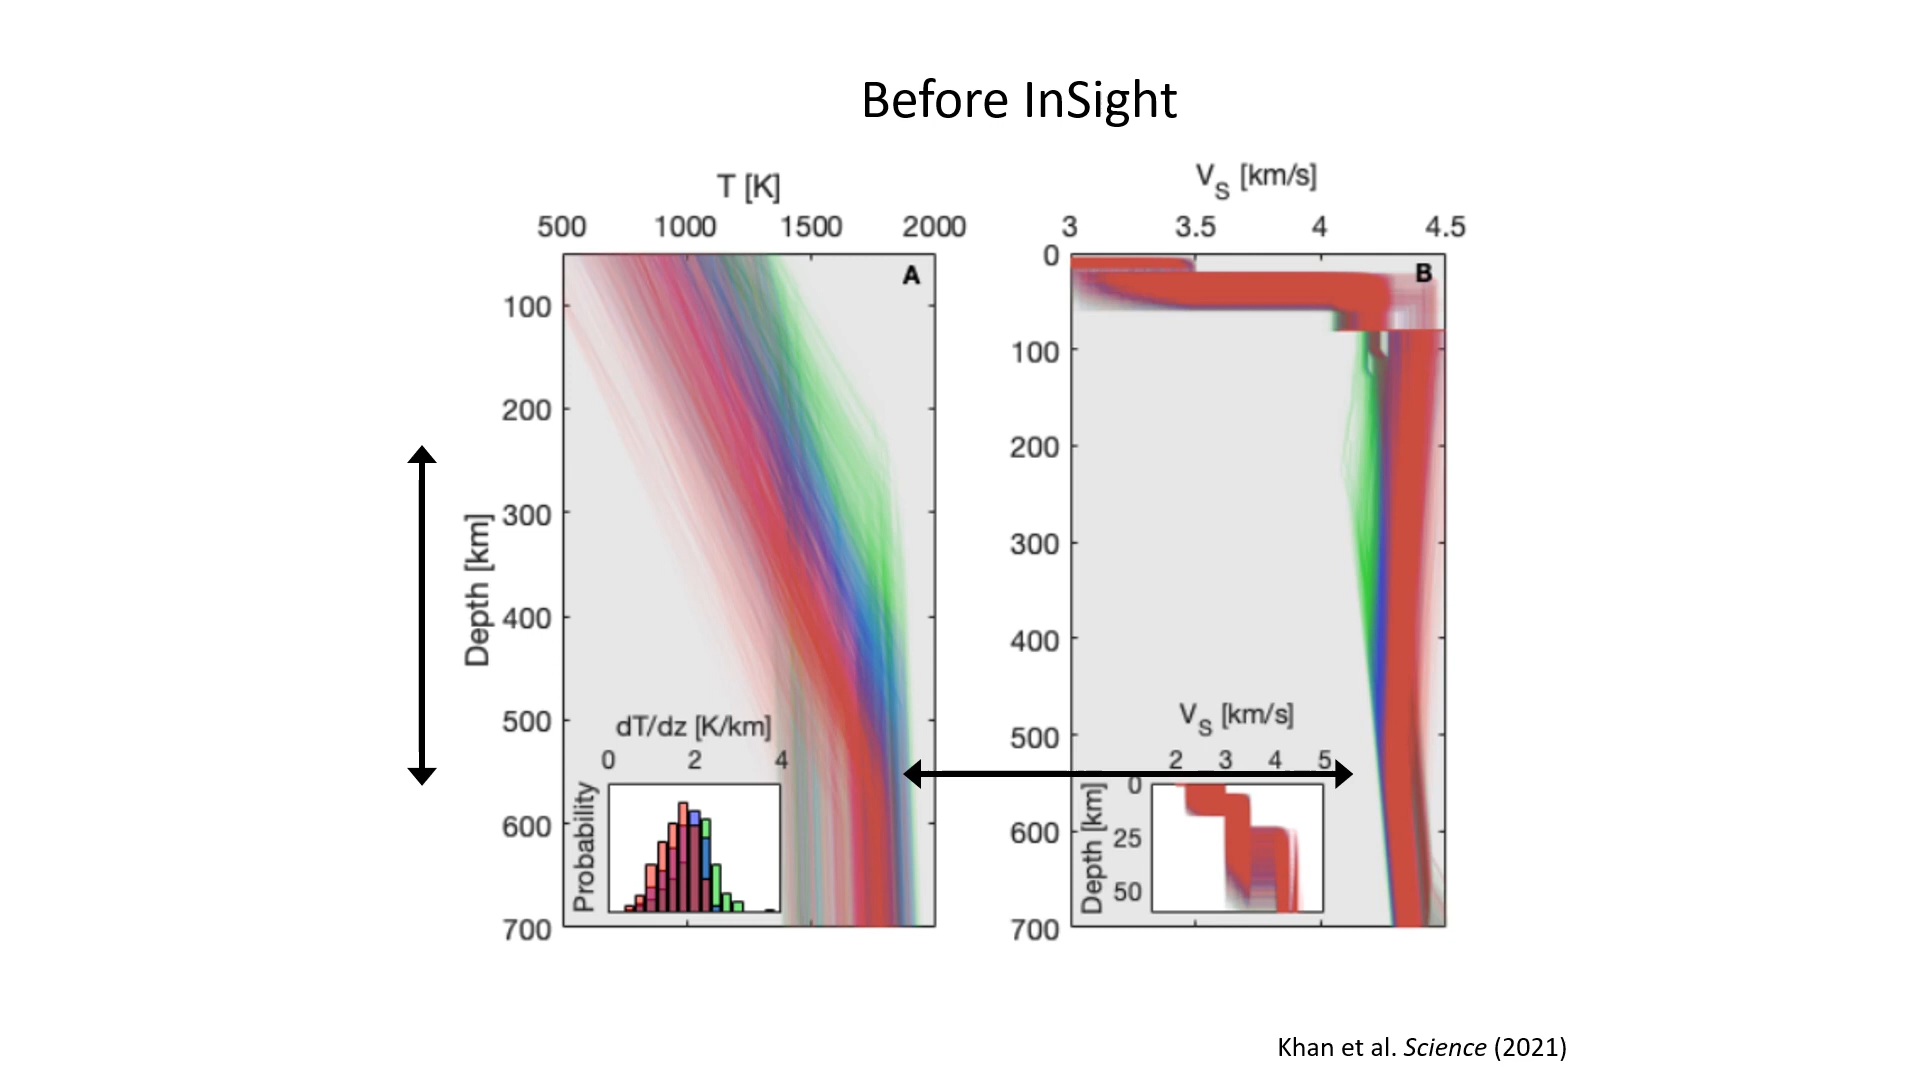 Before InSight
T [K]
500 1000 1500 2000
A
100
200
300
400
500
600
700
Depth [km]
dT/dz [K/km]
0 2 4
Probability
V_S [km/s]
3 3.5 4 4.5
B
0
100
200
300
400
500
600
700
V_S [km/s]
2 3 4 5
0
25
50
Depth [km]
Khan et al. Science (2021)